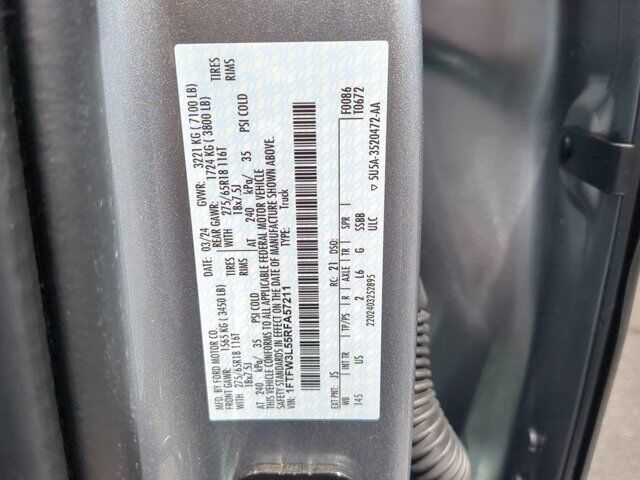 MFD. BY FORD MOTOR CO.
DATE: 03/24 GVWR: 3221 KG ( 7100 LB)
FRONT GAWR: 1565 KG ( 3450 LB) REAR GAWR: 1724 KG ( 3800 LB)
WITH 275/65R18 116T TIRES WITH 275/65R18 116T TIRES
18x7.5J RIMS 18x7.5J RIMS
AT 240 kPa/ 35 PSI COLD AT 240 kPa/ 35 PSI COLD
THIS VEHICLE CONFORMS TO ALL APPLICABLE FEDERAL MOTOR VEHICLE
SAFETY STANDARDS IN EFFECT ON THE DATE OF MANUFACTURE SHOWN ABOVE.
VIN: 1FTFW3L55RFA57211
TYPE: Truck
F0086
T0672
EXT PNT: JS RC: 21 DSO:
WB INT TR TP/PS R AXLE TR SPR
145 US 2 L6 G SSBB
2202403252895 ULC
▽ 5U5A-3520472-AA